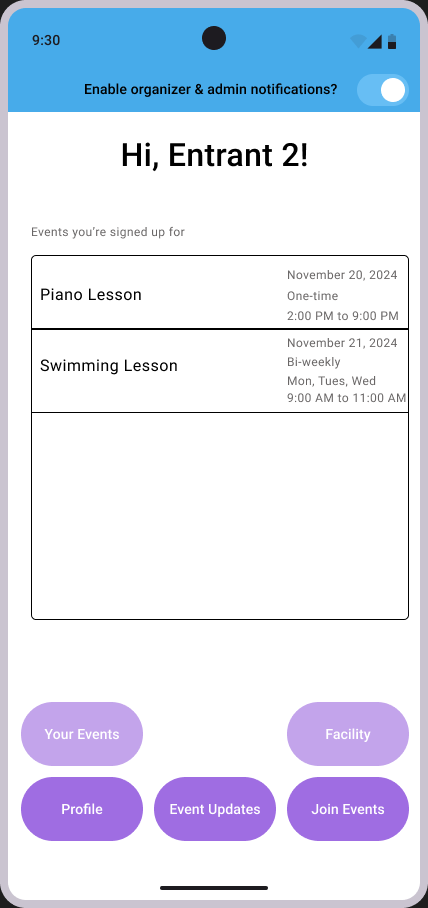 9:30
Enable organizer & admin notifications?
Hi, Entrant 2!
Events you're signed up for
Piano Lesson
November 20, 2024
One-time
2:00 PM to 9:00 PM
Swimming Lesson
November 21, 2024
Bi-weekly
Mon, Tues, Wed
9:00 AM to 11:00 AM
Your Events
Facility
Profile
Event Updates
Join Events